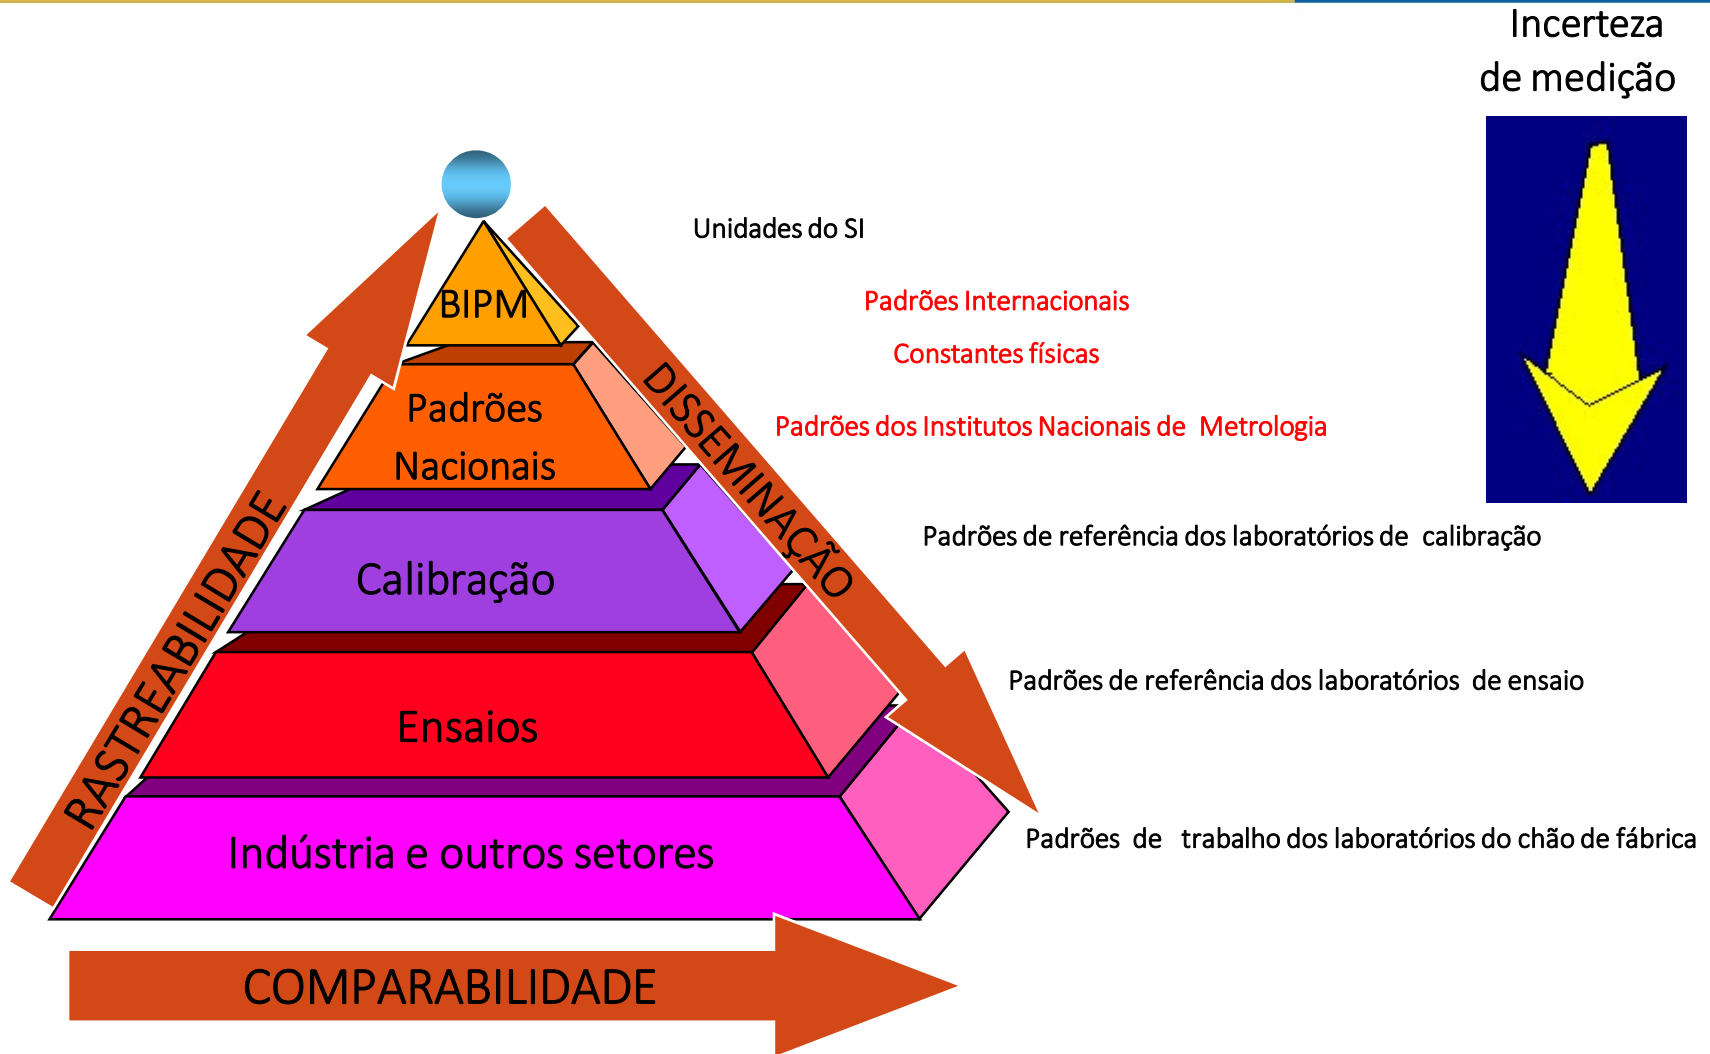 Incerteza
de medição
Unidades do SI
BIPM
Padrões Internacionais
Constantes físicas
Padrões
Nacionais
Padrões dos Institutos Nacionais de Metrologia
RASTREABILIDADE
DISSEMINAÇÃO
Calibração
Padrões de referência dos laboratórios de calibração
Ensaios
Padrões de referência dos laboratórios de ensaio
Indústria e outros setores
Padrões de trabalho dos laboratórios do chão de fábrica
COMPARABILIDADE